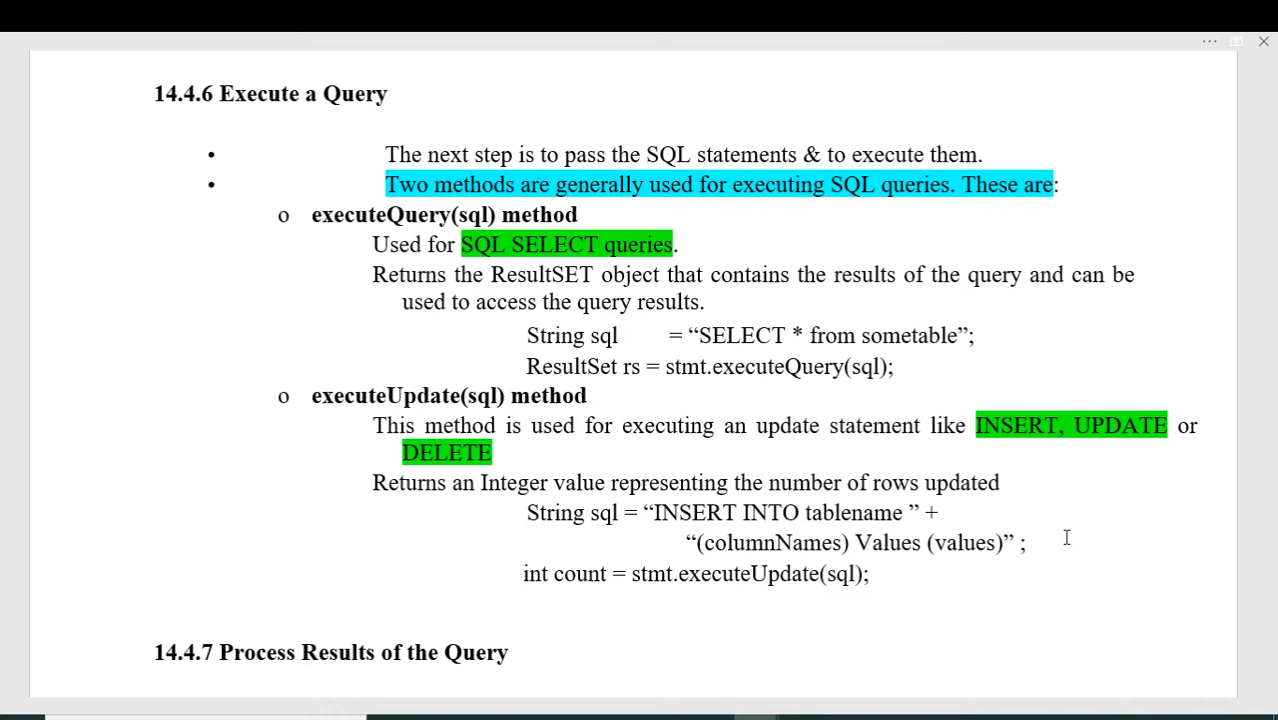 14.4.6 Execute a Query
• The next step is to pass the SQL statements & to execute them.
• Two methods are generally used for executing SQL queries. These are:
o executeQuery(sql) method
Used for SQL SELECT queries.
Returns the ResultSET object that contains the results of the query and can be
used to access the query results.
String sql = “SELECT * from sometable”;
ResultSet rs = stmt.executeQuery(sql);
o executeUpdate(sql) method
This method is used for executing an update statement like INSERT, UPDATE or
DELETE
Returns an Integer value representing the number of rows updated
String sql = “INSERT INTO tablename ” +
“(columnNames) Values (values)” ;
int count = stmt.executeUpdate(sql);
14.4.7 Process Results of the Query